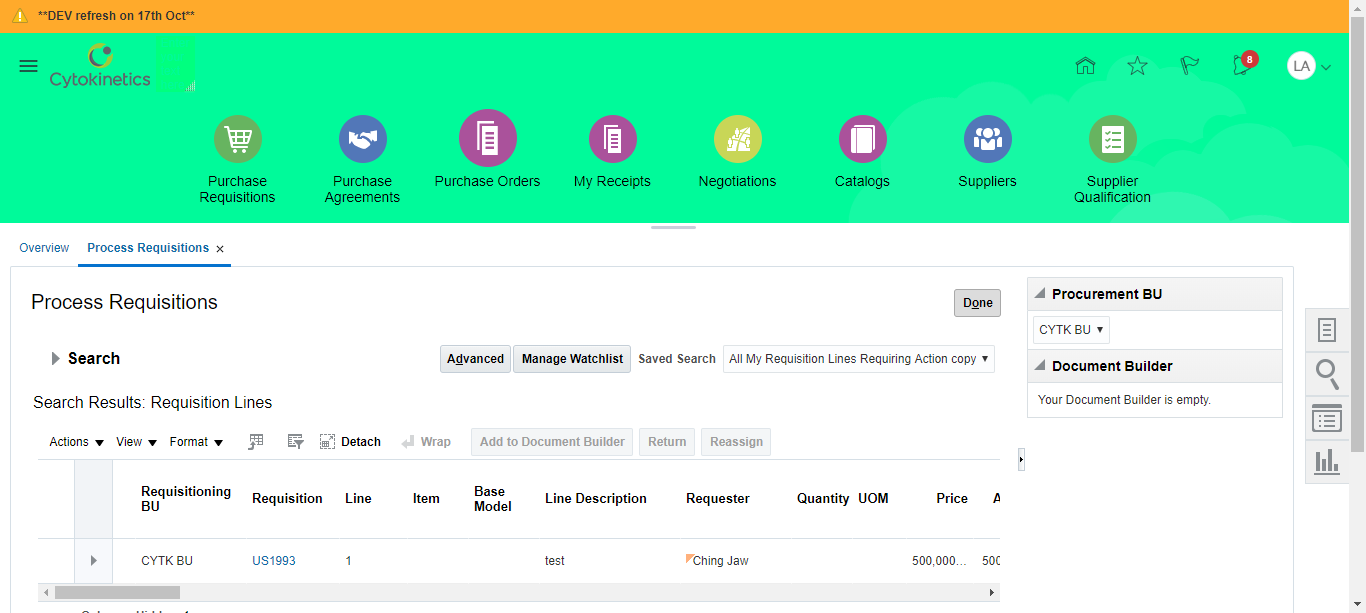 **DEV refresh on 17th Oct**
Cytokinetics
8
LA
Purchase Requisitions
Purchase Agreements
Purchase Orders
My Receipts
Negotiations
Catalogs
Suppliers
Supplier Qualification
Overview
Process Requisitions
Process Requisitions
Done
Search
Advanced
Manage Watchlist
Saved Search
All My Requisition Lines Requiring Action copy
Search Results: Requisition Lines
Actions View Format Detach Wrap Add to Document Builder Return Reassign
Requisitioning BU Requisition Line Item Base Model Line Description Requester Quantity UOM Price A
CYTK BU US1993 1 test Ching Jaw 500,000... 500
Procurement BU
CYTK BU
Document Builder
Your Document Builder is empty.